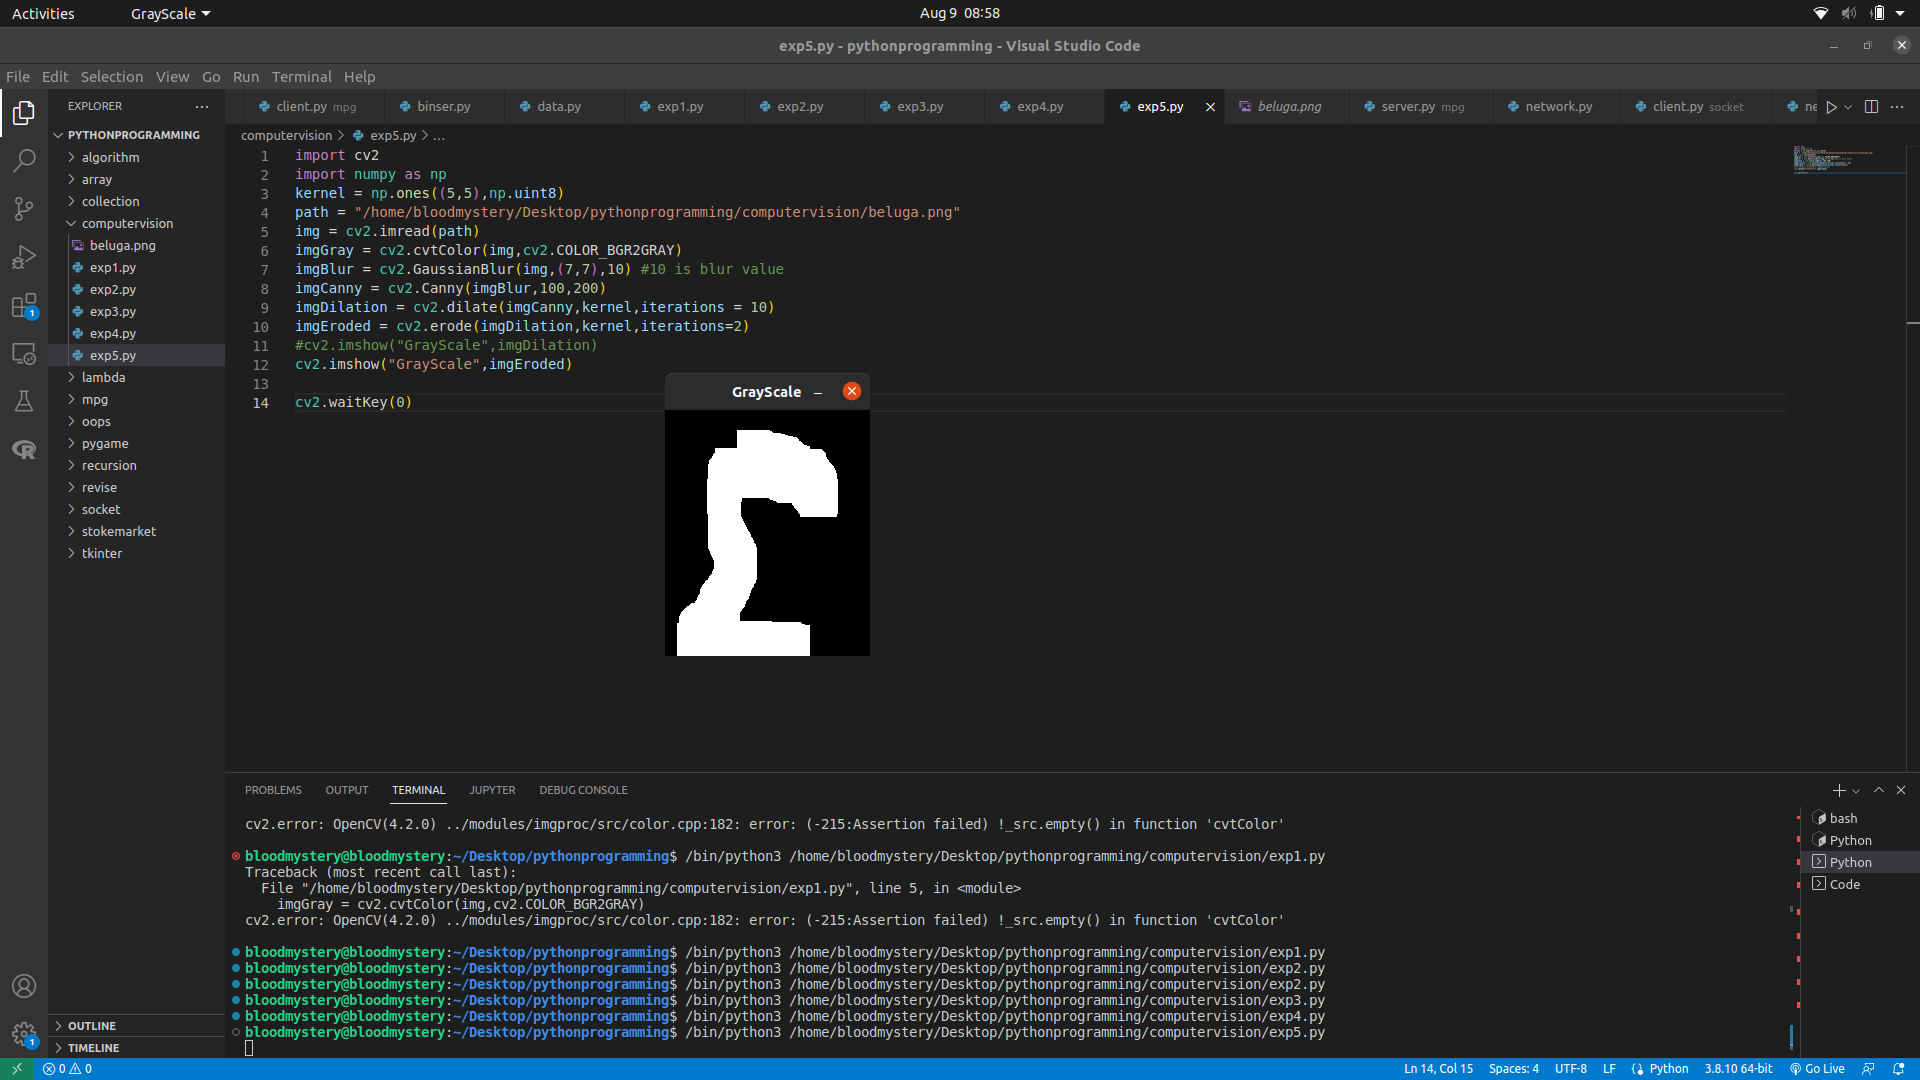 Activities
GrayScale
Aug 9 08:58
exp5.py - pythonprogramming - Visual Studio Code
File Edit Selection View Go Run Terminal Help
EXPLORER
client.py mpg
binser.py
data.py
exp1.py
exp2.py
exp3.py
exp4.py
exp5.py
beluga.png
server.py mpg
network.py
client.py socket
ne
PYTHONPROGRAMMING
algorithm
array
collection
computervision
beluga.png
exp1.py
exp2.py
exp3.py
exp4.py
exp5.py
lambda
mpg
oops
pygame
recursion
revise
socket
stokemarket
tkinter
OUTLINE
TIMELINE
computervision > exp5.py > ...
1 import cv2
2 import numpy as np
3 kernel = np.ones((5,5),np.uint8)
4 path = "/home/bloodmystery/Desktop/pythonprogramming/computervision/beluga.png"
5 img = cv2.imread(path)
6 imgGray = cv2.cvtColor(img,cv2.COLOR_BGR2GRAY)
7 imgBlur = cv2.GaussianBlur(img,(7,7),10) #10 is blur value
8 imgCanny = cv2.Canny(imgBlur,100,200)
9 imgDilation = cv2.dilate(imgCanny,kernel,iterations = 10)
10 imgEroded = cv2.erode(imgDilation,kernel,iterations=2)
11 #cv2.imshow("GrayScale",imgDilation)
12 cv2.imshow("GrayScale",imgEroded)
13
14 cv2.waitKey(0)
GrayScale
PROBLEMS OUTPUT TERMINAL JUPYTER DEBUG CONSOLE
cv2.error: OpenCV(4.2.0) ../modules/imgproc/src/color.cpp:182: error: (-215:Assertion failed) !_src.empty() in function 'cvtColor'
bloodmystery@bloodmystery:~/Desktop/pythonprogramming$ /bin/python3 /home/bloodmystery/Desktop/pythonprogramming/computervision/exp1.py
Traceback (most recent call last):
File "/home/bloodmystery/Desktop/pythonprogramming/computervision/exp1.py", line 5, in <module>
imgGray = cv2.cvtColor(img,cv2.COLOR_BGR2GRAY)
cv2.error: OpenCV(4.2.0) ../modules/imgproc/src/color.cpp:182: error: (-215:Assertion failed) !_src.empty() in function 'cvtColor'
bloodmystery@bloodmystery:~/Desktop/pythonprogramming$ /bin/python3 /home/bloodmystery/Desktop/pythonprogramming/computervision/exp1.py
bloodmystery@bloodmystery:~/Desktop/pythonprogramming$ /bin/python3 /home/bloodmystery/Desktop/pythonprogramming/computervision/exp2.py
bloodmystery@bloodmystery:~/Desktop/pythonprogramming$ /bin/python3 /home/bloodmystery/Desktop/pythonprogramming/computervision/exp2.py
bloodmystery@bloodmystery:~/Desktop/pythonprogramming$ /bin/python3 /home/bloodmystery/Desktop/pythonprogramming/computervision/exp3.py
bloodmystery@bloodmystery:~/Desktop/pythonprogramming$ /bin/python3 /home/bloodmystery/Desktop/pythonprogramming/computervision/exp4.py
bloodmystery@bloodmystery:~/Desktop/pythonprogramming$ /bin/python3 /home/bloodmystery/Desktop/pythonprogramming/computervision/exp5.py
bash
Python
Python
Code
1
1
R
0 0
Ln 14, Col 15 Spaces: 4 UTF-8 LF Python 3.8.10 64-bit Go Live